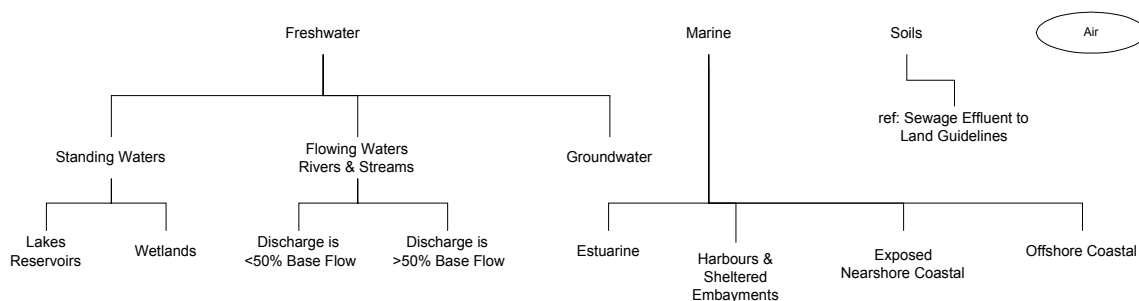 Freshwater
Marine
Soils
Air
ref: Sewage Effluent to
Land Guidelines
Standing Waters
Flowing Waters
Rivers & Streams
Groundwater
Lakes
Reservoirs
Wetlands
Discharge is
<50% Base Flow
Discharge is
>50% Base Flow
Estuarine
Harbours &
Sheltered
Embayments
Exposed
Nearshore Coastal
Offshore Coastal